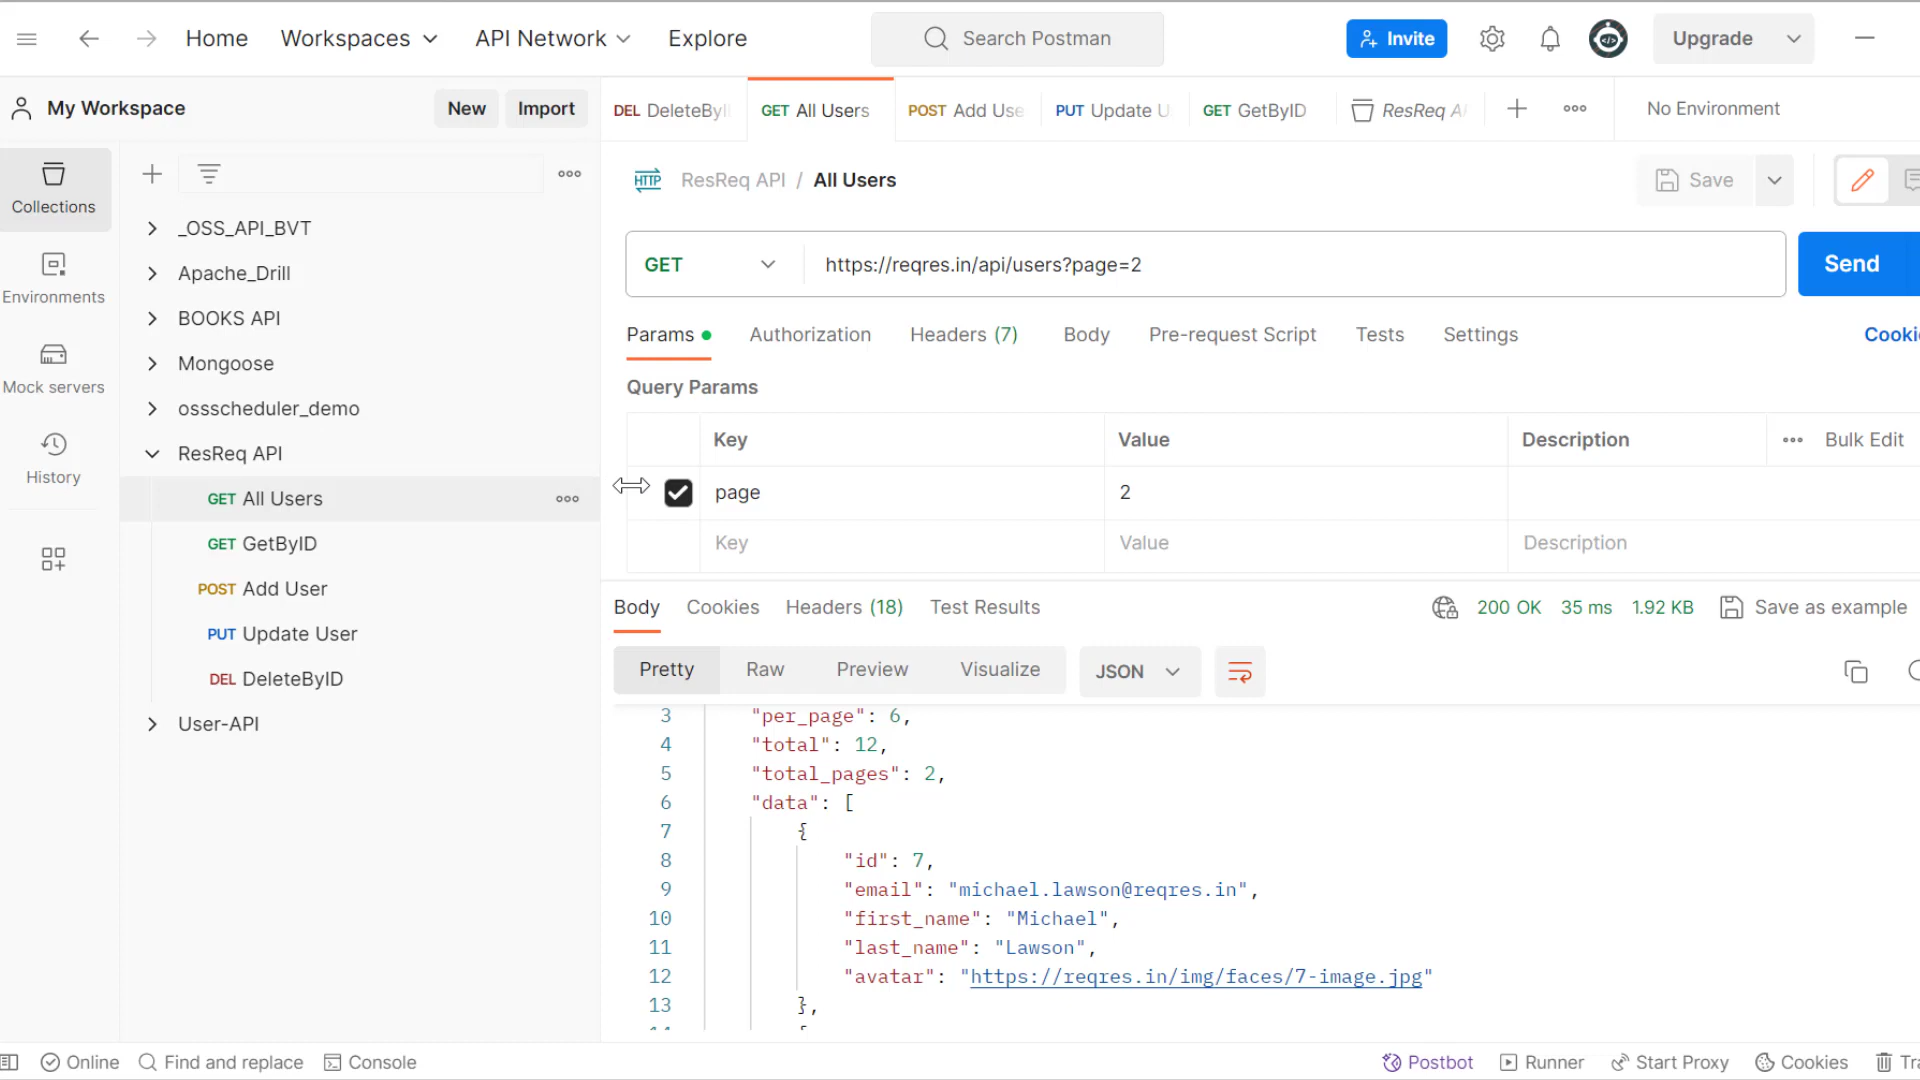 Home Workspaces API Network Explore Search Postman Invite Upgrade
My Workspace New Import
DEL DeleteByI GET All Users POST Add Use PUT Update U GET GetByID ResReq A No Environment
Collections
Environments
Mock servers
History
_OSS_API_BVT
Apache_Drill
BOOKS API
Mongoose
ossscheduler_demo
ResReq API
GET All Users
GET GetByID
POST Add User
PUT Update User
DEL DeleteByID
User-API
HTTP ResReq API / All Users Save
GET https://reqres.in/api/users?page=2 Send
Params Authorization Headers (7) Body Pre-request Script Tests Settings Cooki
Query Params
Key Value Description Bulk Edit
page 2
Key Value Description
Body Cookies Headers (18) Test Results 200 OK 35 ms 1.92 KB Save as example
Pretty Raw Preview Visualize JSON
3 "per_page": 6,
4 "total": 12,
5 "total_pages": 2,
6 "data": [
7 {
8 "id": 7,
9 "email": "michael.lawson@reqres.in",
10 "first_name": "Michael",
11 "last_name": "Lawson",
12 "avatar": "https://reqres.in/img/faces/7-image.jpg"
13 },
Online Find and replace Console Postbot Runner Start Proxy Cookies Tra